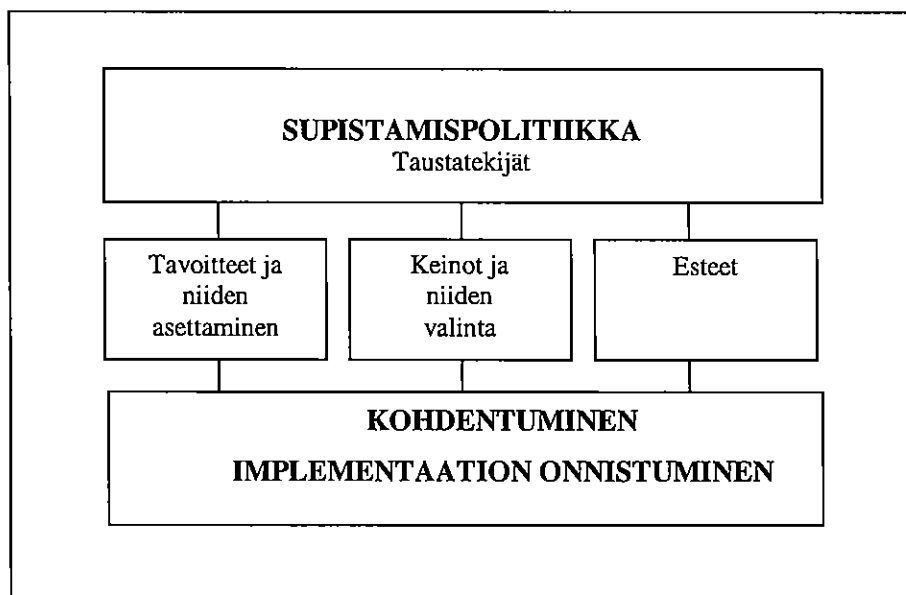 SUPISTAMISPOLITIIKKA
Taustatekijät
Tavoitteet ja
niiden
asettaminen
Keinot ja
niiden
valinta
Esteet
KOHDENTUMINEN
IMPLEMENTAATION ONNISTUMINEN